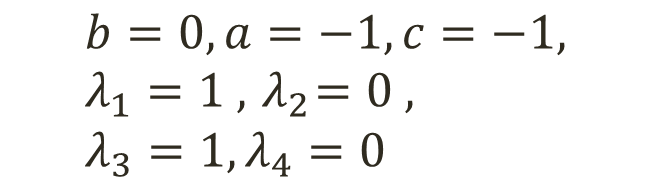 b = 0, a = −1, c = −1,
λ₁ = 1 , λ₂ = 0 ,
λ₃ = 1, λ₄ = 0